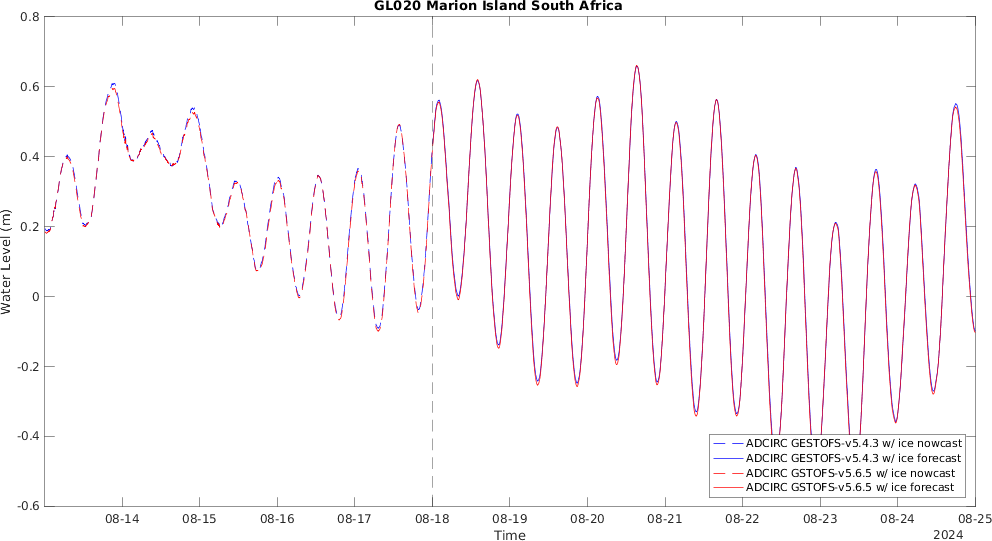 GL020 Marion Island South Africa
0.8
0.6
0.4
0.2
0
-0.2
-0.4
-0.6
Water Level (m)
ADCIRC GESTOFS-v5.4.3 w/ ice nowcast
ADCIRC GESTOFS-v5.4.3 w/ ice forecast
ADCIRC GSTOFS-v5.6.5 w/ ice nowcast
ADCIRC GSTOFS-v5.6.5 w/ ice forecast
08-14 08-15 08-16 08-17 08-18 08-19 08-20 08-21 08-22 08-23 08-24 08-25
Time
2024